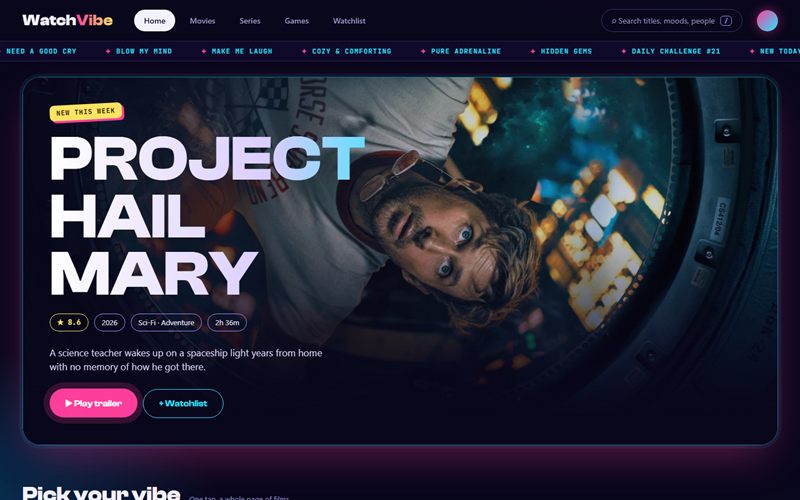 WatchVibe
Home
Movies
Series
Games
Watchlist
Search titles, moods, people /
NEED A GOOD CRY ✦ BLOW MY MIND ✦ MAKE ME LAUGH ✦ COZY & COMFORTING ✦ PURE ADRENALINE ✦ HIDDEN GEMS ✦ DAILY CHALLENGE #21 ✦ NEW TODAY
NEW THIS WEEK
PROJECT
HAIL
MARY
★ 8.6
2026
Sci-Fi · Adventure
2h 36m
A science teacher wakes up on a spaceship light years from home
with no memory of how he got there.
▶ Play trailer
+ Watchlist
CS412/04
Pick your vibe
One tap, a whole page of films